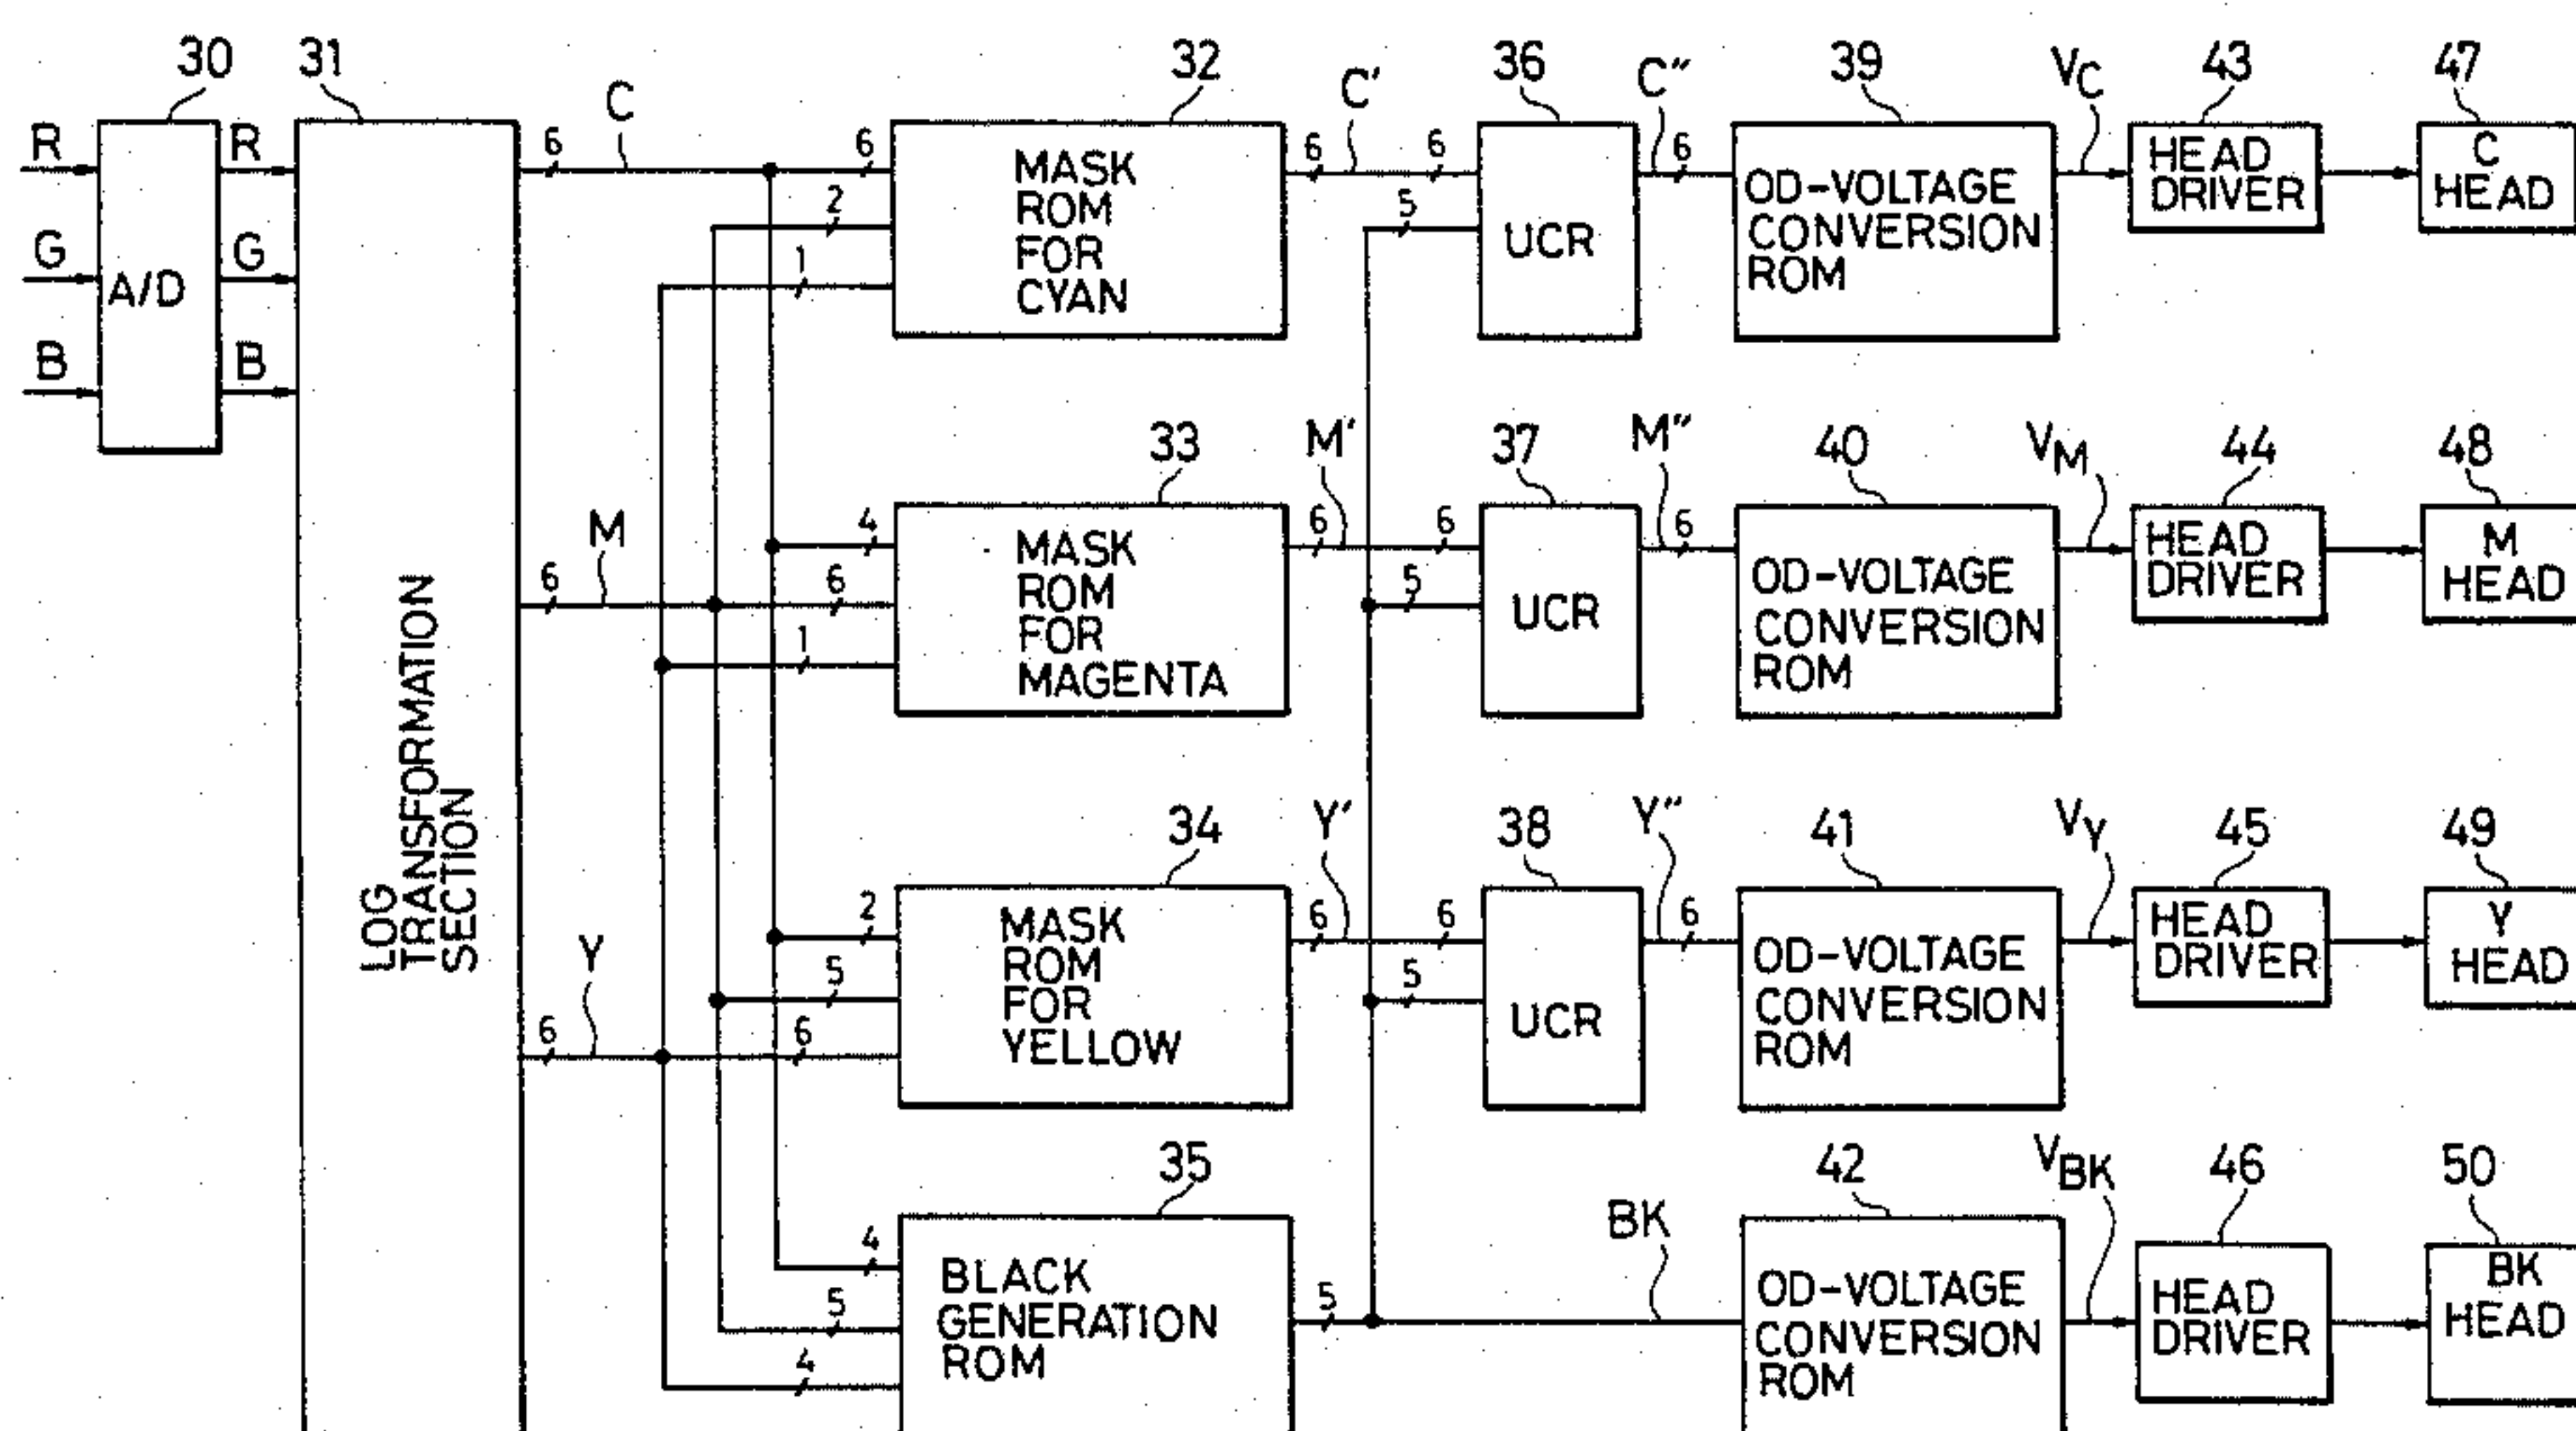 30
31
32
36
39
43
47
C
C'
C"
VC
R
R
G
G
B
B
A/D
6
6
2
1
MASK
ROM
FOR
CYAN
6
6
5
UCR
6
OD-VOLTAGE
CONVERSION
ROM
HEAD
DRIVER
C
HEAD
LOG
TRANSFORMATION
SECTION
33
37
40
44
48
M
M'
M"
VM
6
4
6
1
MASK
ROM
FOR
MAGENTA
6
6
5
UCR
6
OD-VOLTAGE
CONVERSION
ROM
HEAD
DRIVER
M
HEAD
34
38
41
45
49
Y
Y'
Y"
VY
6
2
5
6
MASK
ROM
FOR
YELLOW
6
6
5
UCR
6
OD-VOLTAGE
CONVERSION
ROM
HEAD
DRIVER
Y
HEAD
35
42
46
50
BK
VBK
4
5
4
BLACK
GENERATION
ROM
5
OD-VOLTAGE
CONVERSION
ROM
HEAD
DRIVER
BK
HEAD